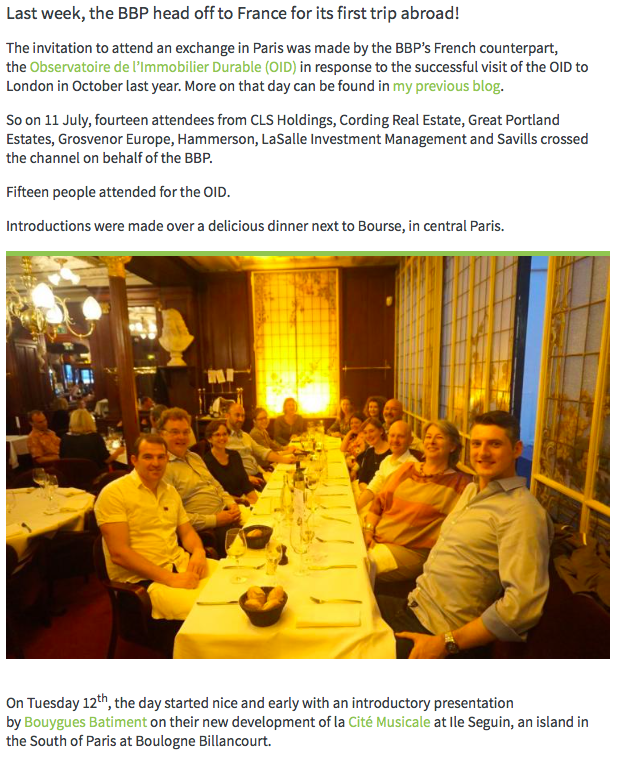 Last week, the BBP head off to France for its first trip abroad!
The invitation to attend an exchange in Paris was made by the BBP’s French counterpart,
the Observatoire de l’Immobilier Durable (OID) in response to the successful visit of the OID to
London in October last year. More on that day can be found in my previous blog.
So on 11 July, fourteen attendees from CLS Holdings, Cording Real Estate, Great Portland
Estates, Grosvenor Europe, Hammerson, LaSalle Investment Management and Savills crossed
the channel on behalf of the BBP.
Fifteen people attended for the OID.
Introductions were made over a delicious dinner next to Bourse, in central Paris.
On Tuesday 12th, the day started nice and early with an introductory presentation
by Bouygues Batiment on their new development of la Cité Musicale at Ile Seguin, an island in
the South of Paris at Boulogne Billancourt.